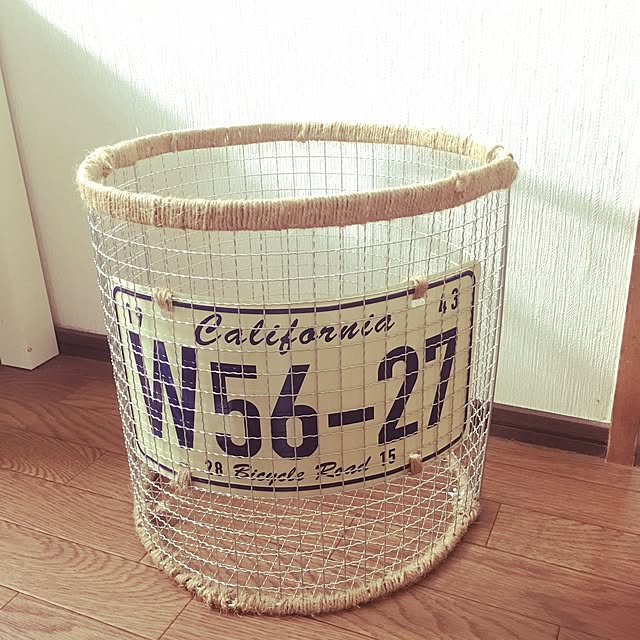 43
California
W56-27
28 Bicycle Road 15